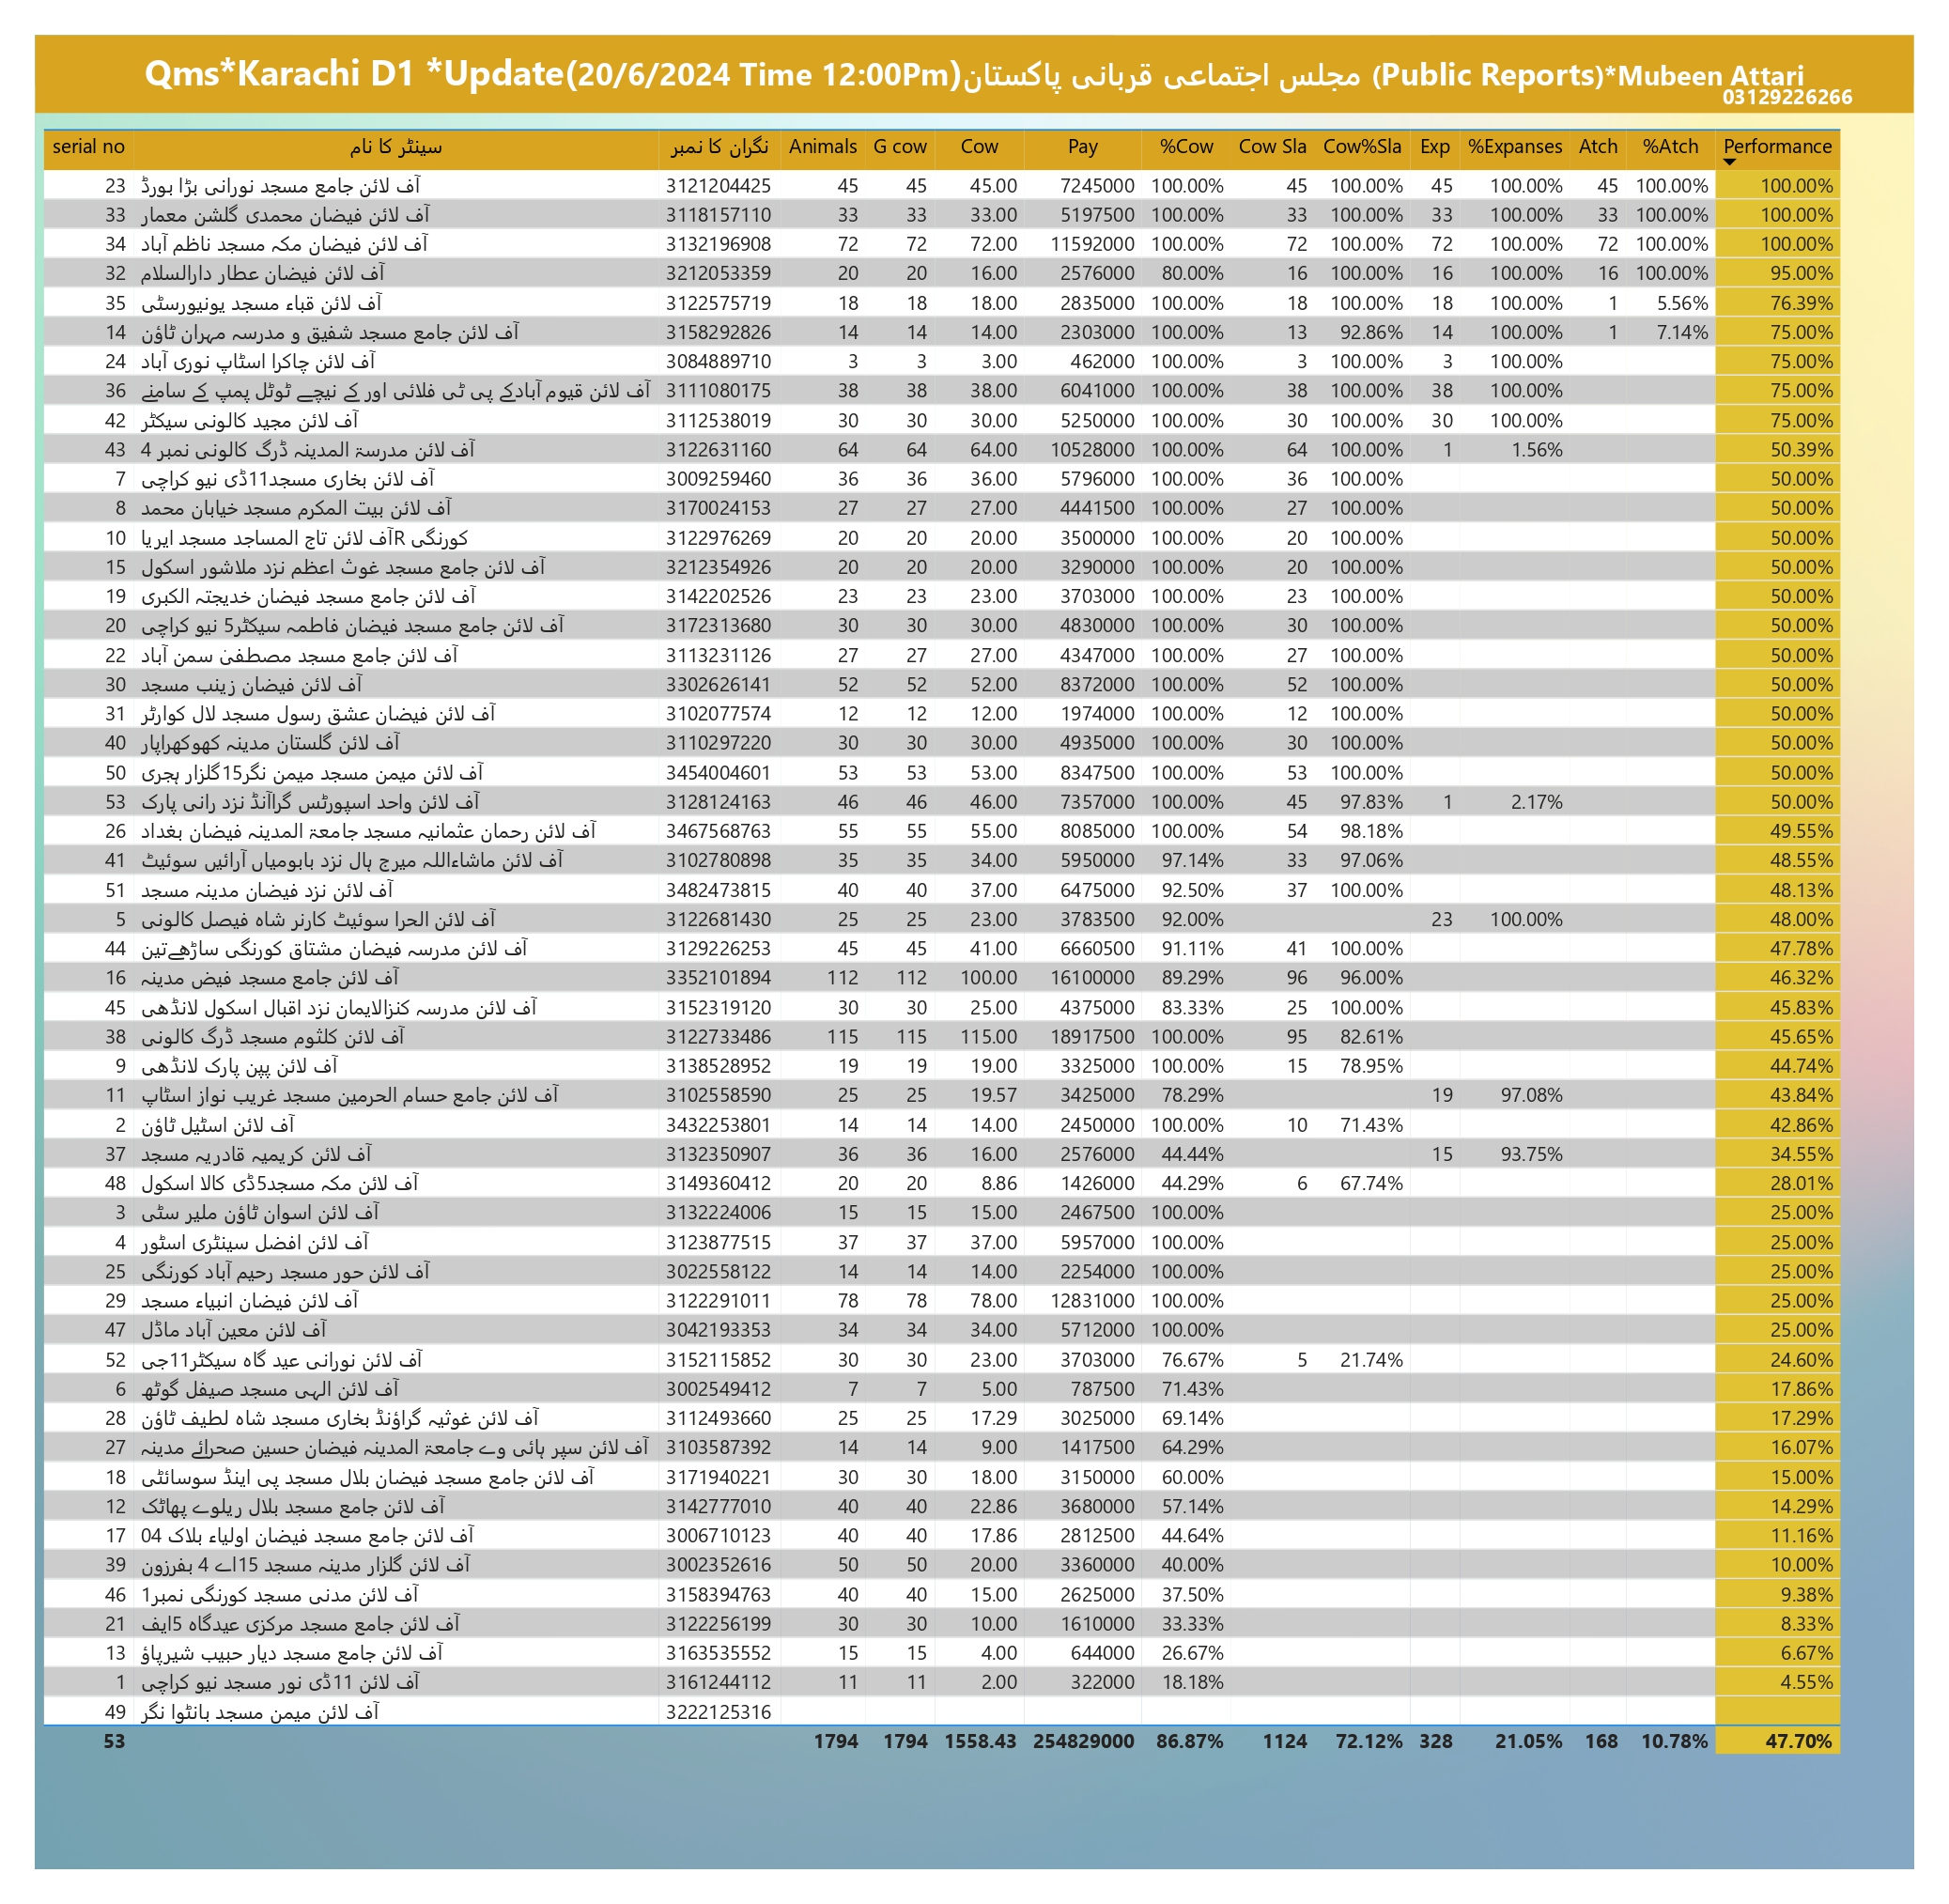 Qms*Karachi D1 *Update(20/6/2024 Time 12:00Pm)مجلس اجتماعی قربانی پاکستان (Public Reports)*Mubeen Attari
03129226266
serial no سینٹر کا نام نگران کا نمبر Animals G cow Cow Pay %Cow Cow Sla Cow%Sla Exp %Expanses Atch %Atch Performance
23 آف لائن جامع مسجد نورانی بڑا بورڈ 3121204425 45 45 45.00 7245000 100.00% 45 100.00% 45 100.00% 45 100.00% 100.00%
33 آف لائن فیضان محمدی گلشن معمار 3118157110 33 33 33.00 5197500 100.00% 33 100.00% 33 100.00% 33 100.00% 100.00%
34 آف لائن فیضان مکہ مسجد ناظم آباد 3132196908 72 72 72.00 11592000 100.00% 72 100.00% 72 100.00% 72 100.00% 100.00%
32 آف لائن فیضان عطار دارالسلام 3212053359 20 20 16.00 2576000 80.00% 16 100.00% 16 100.00% 16 100.00% 95.00%
35 آف لائن قباء مسجد یونیورسٹی 3122575719 18 18 18.00 2835000 100.00% 18 100.00% 18 100.00% 1 5.56% 76.39%
14 آف لائن جامع مسجد شفیق و مدرسہ مہران ٹاؤن 3158292826 14 14 14.00 2303000 100.00% 13 92.86% 14 100.00% 1 7.14% 75.00%
24 آف لائن چاکرا اسٹاپ نوری آباد 3084889710 3 3 3.00 462000 100.00% 3 100.00% 3 100.00% 75.00%
36 آف لائن قیوم آبادکے پی ٹی فلائی اور کے نیچے ٹوٹل پمپ کے سامنے 3111080175 38 38 38.00 6041000 100.00% 38 100.00% 38 100.00% 75.00%
42 آف لائن مجید کالونی سیکٹر 3112538019 30 30 30.00 5250000 100.00% 30 100.00% 30 100.00% 75.00%
43 آف لائن مدرسۃ المدینہ ڈرگ کالونی نمبر 4 3122631160 64 64 64.00 10528000 100.00% 64 100.00% 1 1.56% 50.39%
7 آف لائن بخاری مسجد11ڈی نیو کراچی 3009259460 36 36 36.00 5796000 100.00% 36 100.00% 50.00%
8 آف لائن بیت المکرم مسجد خیابان محمد 3170024153 27 27 27.00 4441500 100.00% 27 100.00% 50.00%
10 آف لائن تاج المساجد مسجد ایریا R کورنگی 3122976269 20 20 20.00 3500000 100.00% 20 100.00% 50.00%
15 آف لائن جامع مسجد غوث اعظم نزد ملاشور اسکول 3212354926 20 20 20.00 3290000 100.00% 20 100.00% 50.00%
19 آف لائن جامع مسجد فیضان خدیجتہ الکبری 3142202526 23 23 23.00 3703000 100.00% 23 100.00% 50.00%
20 آف لائن جامع مسجد فیضان فاطمہ سیکٹر5 نیو کراچی 3172313680 30 30 30.00 4830000 100.00% 30 100.00% 50.00%
22 آف لائن جامع مسجد مصطفیٰ سمن آباد 3113231126 27 27 27.00 4347000 100.00% 27 100.00% 50.00%
30 آف لائن فیضان زینب مسجد 3302626141 52 52 52.00 8372000 100.00% 52 100.00% 50.00%
31 آف لائن فیضان عشق رسول مسجد لال کوارٹر 3102077574 12 12 12.00 1974000 100.00% 12 100.00% 50.00%
40 آف لائن گلستان مدینہ کھوکھراپار 3110297220 30 30 30.00 4935000 100.00% 30 100.00% 50.00%
50 آف لائن میمن مسجد میمن نگر15گلزار ہجری 3454004601 53 53 53.00 8347500 100.00% 53 100.00% 50.00%
53 آف لائن واحد اسپورٹس گراآنڈ نزد رانی پارک 3128124163 46 46 46.00 7357000 100.00% 45 97.83% 1 2.17% 50.00%
26 آف لائن رحمان عثمانیہ مسجد جامعۃ المدینہ فیضان بغداد 3467568763 55 55 55.00 8085000 100.00% 54 98.18% 49.55%
41 آف لائن ماشاءاللہ میرج ہال نزد بابومیاں آرائیں سوئیٹ 3102780898 35 35 34.00 5950000 97.14% 33 97.06% 48.55%
51 آف لائن نزد فیضان مدینہ مسجد 3482473815 40 40 37.00 6475000 92.50% 37 100.00% 48.13%
5 آف لائن الحرا سوئیٹ کارنر شاہ فیصل کالونی 3122681430 25 25 23.00 3783500 92.00% 23 100.00% 48.00%
44 آف لائن مدرسہ فیضان مشتاق کورنگی ساڑھےتین 3129226253 45 45 41.00 6660500 91.11% 41 100.00% 47.78%
16 آف لائن جامع مسجد فیض مدینہ 3352101894 112 112 100.00 16100000 89.29% 96 96.00% 46.32%
45 آف لائن مدرسہ کنزالایمان نزد اقبال اسکول لانڈھی 3152319120 30 30 25.00 4375000 83.33% 25 100.00% 45.83%
38 آف لائن کلثوم مسجد ڈرگ کالونی 3122733486 115 115 115.00 18917500 100.00% 95 82.61% 45.65%
9 آف لائن پپن پارک لانڈھی 3138528952 19 19 19.00 3325000 100.00% 15 78.95% 44.74%
11 آف لائن جامع حسام الحرمین مسجد غریب نواز اسٹاپ 3102558590 25 25 19.57 3425000 78.29% 19 97.08% 43.84%
2 آف لائن اسٹیل ٹاؤن 3432253801 14 14 14.00 2450000 100.00% 10 71.43% 42.86%
37 آف لائن کریمیہ قادریہ مسجد 3132350907 36 36 16.00 2576000 44.44% 15 93.75% 34.55%
48 آف لائن مکہ مسجد5ڈی کالا اسکول 3149360412 20 20 8.86 1426000 44.29% 6 67.74% 28.01%
3 آف لائن اسوان ٹاؤن ملیر سٹی 3132224006 15 15 15.00 2467500 100.00% 25.00%
4 آف لائن افضل سینٹری اسٹور 3123877515 37 37 37.00 5957000 100.00% 25.00%
25 آف لائن حور مسجد رحیم آباد کورنگی 3022558122 14 14 14.00 2254000 100.00% 25.00%
29 آف لائن فیضان انبیاء مسجد 3122291011 78 78 78.00 12831000 100.00% 25.00%
47 آف لائن معین آباد ماڈل 3042193353 34 34 34.00 5712000 100.00% 25.00%
52 آف لائن نورانی عید گاہ سیکٹر11جی 3152115852 30 30 23.00 3703000 76.67% 5 21.74% 24.60%
6 آف لائن الہی مسجد صیفل گوٹھ 3002549412 7 7 5.00 787500 71.43% 17.86%
28 آف لائن غوثیہ گراؤنڈ بخاری مسجد شاہ لطیف ٹاؤن 3112493660 25 25 17.29 3025000 69.14% 17.29%
27 آف لائن سپر ہائی وے جامعۃ المدینہ فیضان حسین صحرائے مدینہ 3103587392 14 14 9.00 1417500 64.29% 16.07%
18 آف لائن جامع مسجد فیضان بلال مسجد پی اینڈ سوسائٹی 3171940221 30 30 18.00 3150000 60.00% 15.00%
12 آف لائن جامع مسجد بلال ریلوے پھاٹک 3142777010 40 40 22.86 3680000 57.14% 14.29%
17 آف لائن جامع مسجد فیضان اولیاء بلاک 04 3006710123 40 40 17.86 2812500 44.64% 11.16%
39 آف لائن گلزار مدینہ مسجد 15اے 4 بفرزون 3002352616 50 50 20.00 3360000 40.00% 10.00%
46 آف لائن مدنی مسجد کورنگی نمبر1 3158394763 40 40 15.00 2625000 37.50% 9.38%
21 آف لائن جامع مسجد مرکزی عیدگاہ 5ایف 3122256199 30 30 10.00 1610000 33.33% 8.33%
13 آف لائن جامع مسجد دیار حبیب شیرپاؤ 3163535552 15 15 4.00 644000 26.67% 6.67%
1 آف لائن 11ڈی نور مسجد نیو کراچی 3161244112 11 11 2.00 322000 18.18% 4.55%
49 آف لائن میمن مسجد بانٹوا نگر 3222125316
53 1794 1794 1558.43 254829000 86.87% 1124 72.12% 328 21.05% 168 10.78% 47.70%